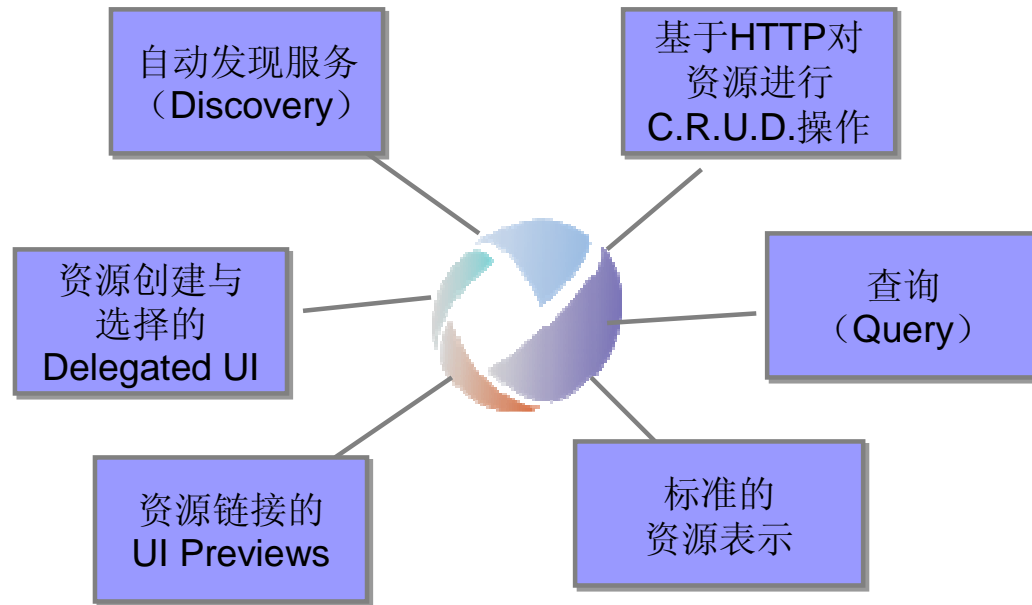 自动发现服务
（Discovery）
基于HTTP对
资源进行
C.R.U.D.操作
资源创建与
选择的
Delegated UI
查询
（Query）
资源链接的
UI Previews
标准的
资源表示